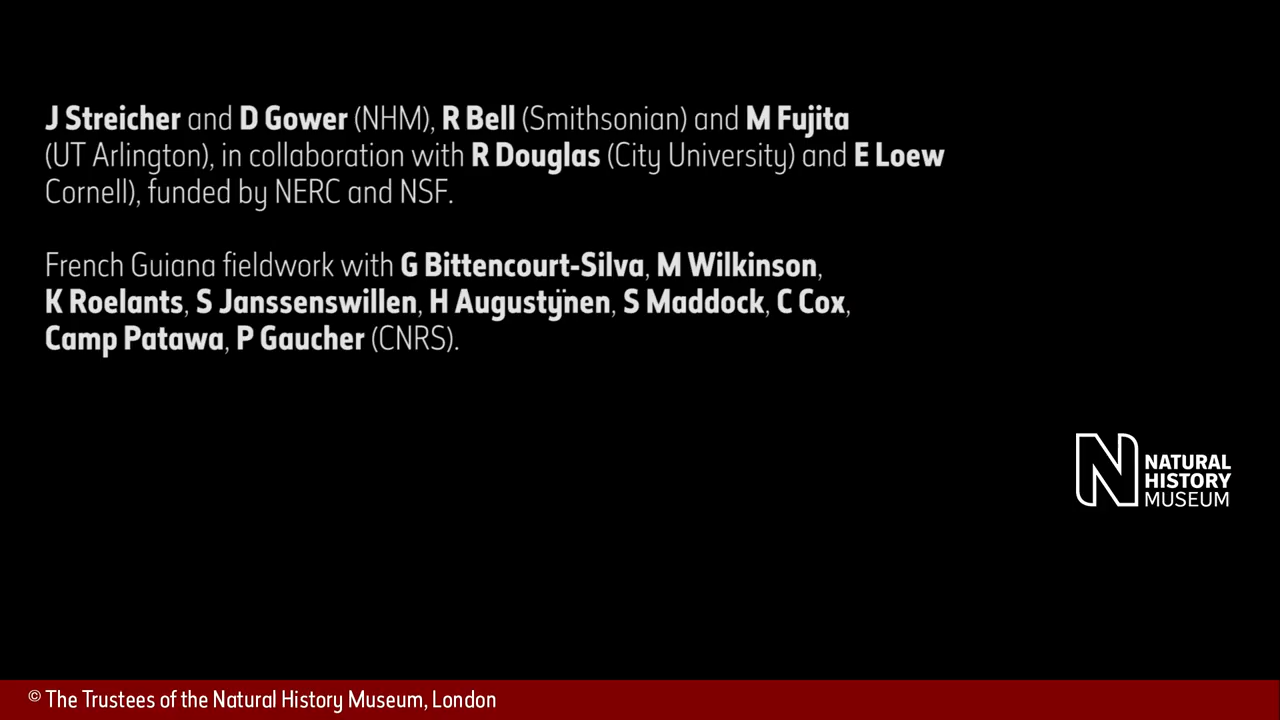 J Streicher and D Gower (NHM), R Bell (Smithsonian) and M Fujita
(UT Arlington), in collaboration with R Douglas (City University) and E Loew
Cornell), funded by NERC and NSF.
French Guiana fieldwork with G Bittencourt-Silva, M Wilkinson,
K Roelants, S Janssenswillen, H Augustijnen, S Maddock, C Cox,
Camp Patawa, P Gaucher (CNRS).
N
NATURAL
HISTORY
MUSEUM
© The Trustees of the Natural History Museum, London